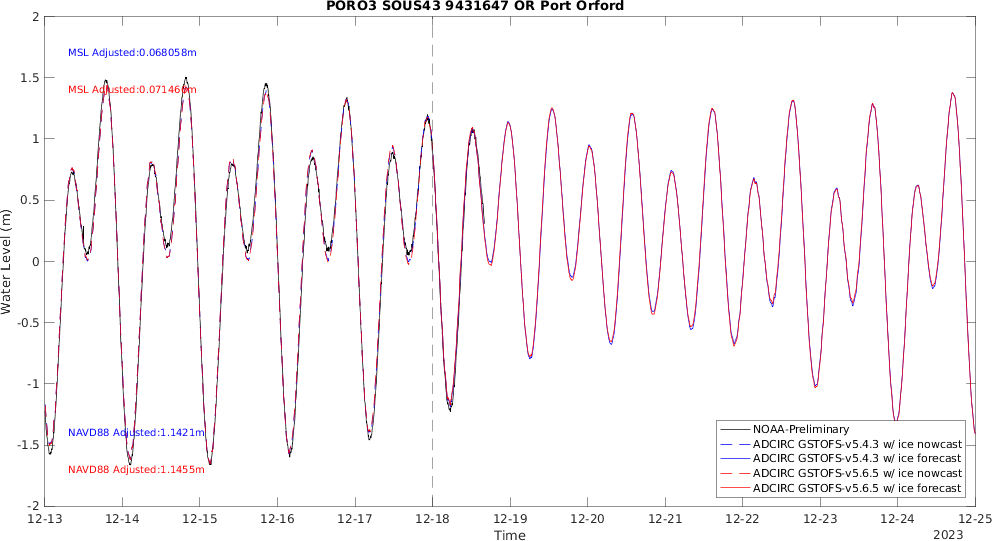 PORO3 SOUS43 9431647 OR Port Orford
2
1.5
1
0.5
0
-0.5
-1
-1.5
-2
Water Level (m)
MSL Adjusted:0.068058m
MSL Adjusted:0.07146m
NAVD88 Adjusted:1.1421m
NAVD88 Adjusted:1.1455m
NOAA-Preliminary
ADCIRC GSTOFS-v5.4.3 w/ ice nowcast
ADCIRC GSTOFS-v5.4.3 w/ ice forecast
ADCIRC GSTOFS-v5.6.5 w/ ice nowcast
ADCIRC GSTOFS-v5.6.5 w/ ice forecast
12-13 12-14 12-15 12-16 12-17 12-18 12-19 12-20 12-21 12-22 12-23 12-24 12-25
Time
2023